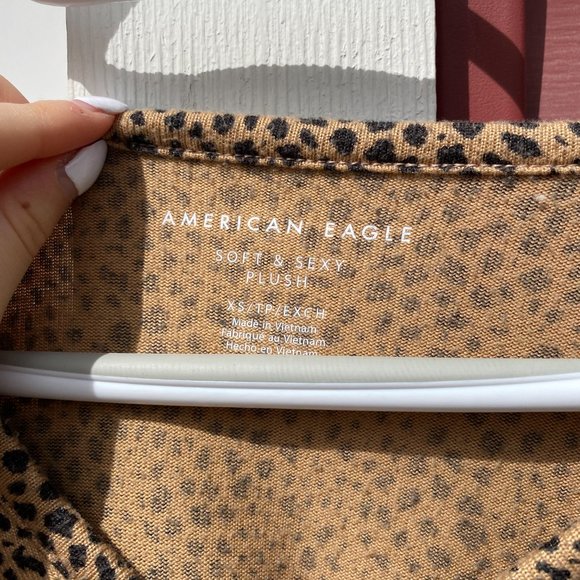 AMERICAN EAGLE
SOFT & SEXY
PLUSH
XS/TP/EXCH
Made in Vietnam
Fabriqué au Vietnam
Hecho en Vietnam